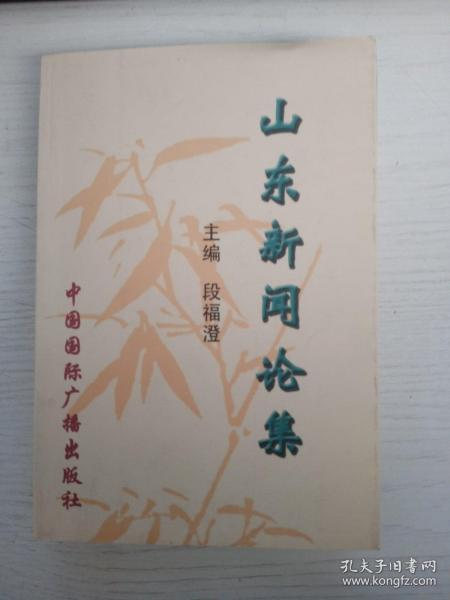 山东新闻论集
主编 段福澄
中国国际广播出版社
孔夫子旧书网
www.kongfz.com